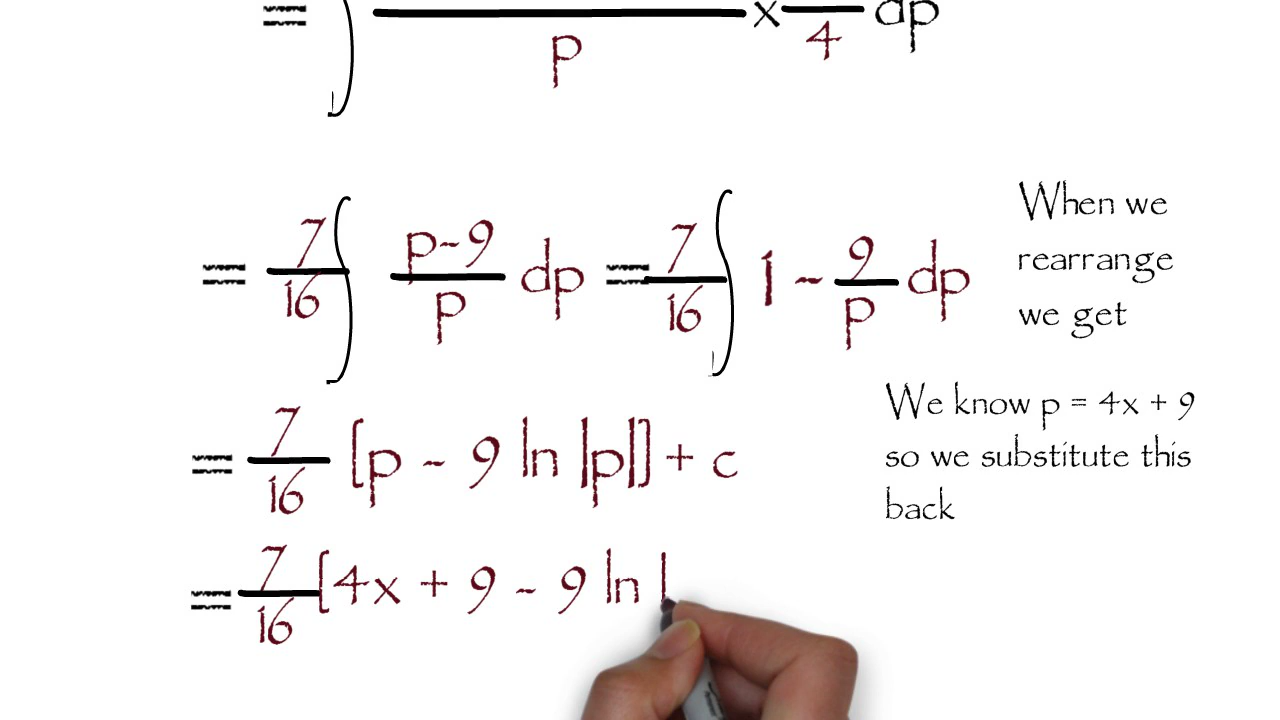 = ∫ ――― x ―
p 4 dp
= 7/16 ∫ p-9/p dp = 7/16 ∫ 1 - 9/p dp
When we
rearrange
we get
= 7/16 [p - 9 ln |p|] + c
We know p = 4x + 9
so we substitute this
back
= 7/16 [4x + 9 - 9 ln |